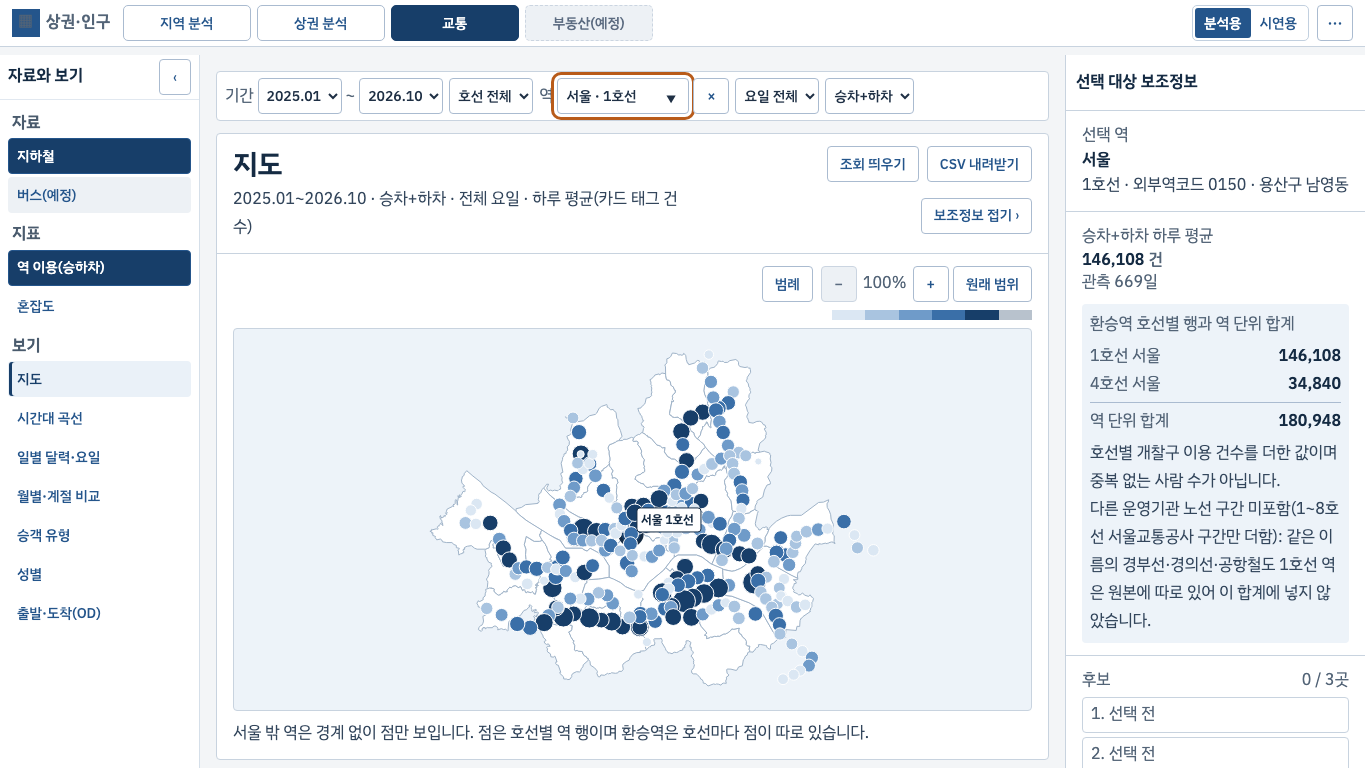 상권·인구
지역 분석
상권 분석
교통
부동산(예정)
분석용
시연용
···
자료와 보기
‹
자료
지하철
버스(예정)
지표
역 이용(승하차)
혼잡도
보기
지도
시간대 곡선
일별 달력·요일
월별·계절 비교
승객 유형
성별
출발·도착(OD)
기간 2025.01 ~ 2026.10 호선 전체 역 서울 · 1호선 × 요일 전체 승차+하차
지도
조회 띄우기
CSV 내려받기
2025.01~2026.10 · 승차+하차 · 전체 요일 · 하루 평균(카드 태그 건
수)
보조정보 접기 ›
범례
− 100% +
원래 범위
서울 1호선
서울 밖 역은 경계 없이 점만 보입니다. 점은 호선별 역 행이며 환승역은 호선마다 점이 따로 있습니다.
선택 대상 보조정보
선택 역
서울
1호선 · 외부역코드 0150 · 용산구 남영동
승차+하차 하루 평균
146,108 건
관측 669일
환승역 호선별 행과 역 단위 합계
1호선 서울 146,108
4호선 서울 34,840
역 단위 합계 180,948
호선별 개찰구 이용 건수를 더한 값이며
중복 없는 사람 수가 아닙니다.
다른 운영기관 노선 구간 미포함(1~8호
선 서울교통공사 구간만 더함): 같은 이
름의 경부선·경의선·공항철도 1호선 역
은 원본에 따로 있어 이 합계에 넣지 않
았습니다.
후보 0 / 3곳
1. 선택 전
2. 선택 전